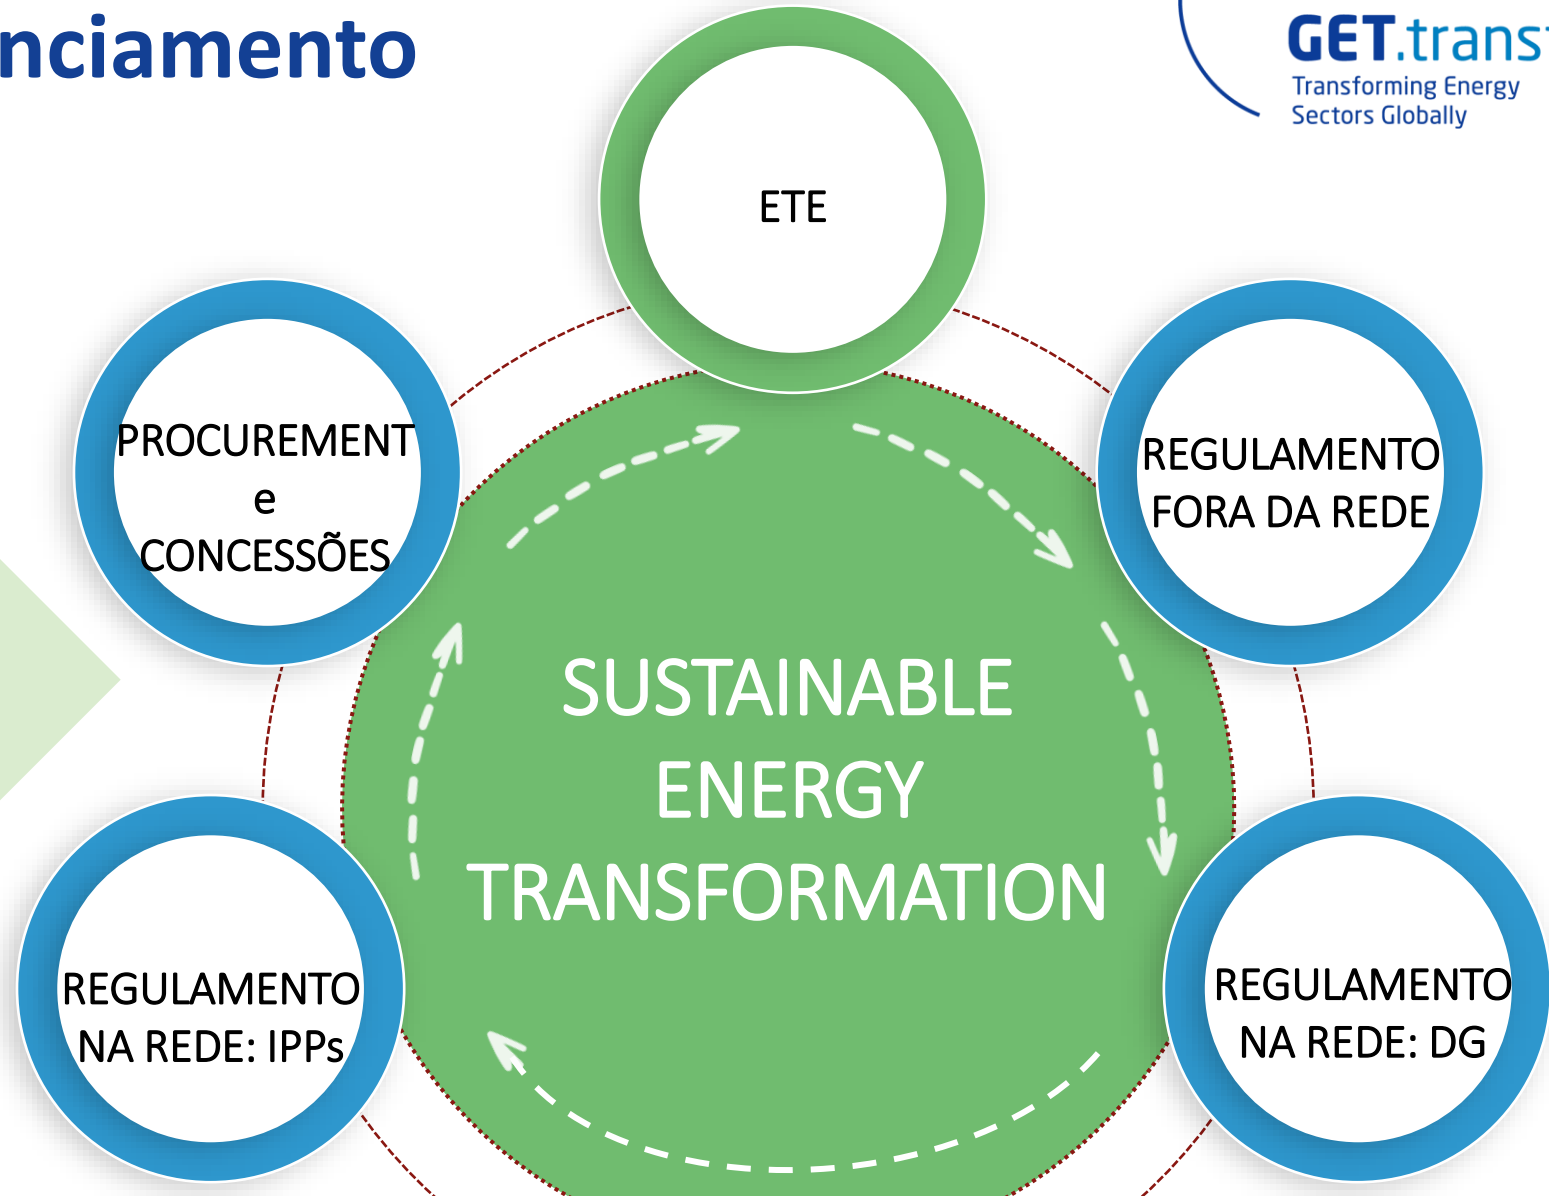 nciamento
GET.trans
Transforming Energy
Sectors Globally
ETE
PROCUREMENT
e
CONCESSÕES
REGULAMENTO
FORA DA REDE
SUSTAINABLE
ENERGY
TRANSFORMATION
REGULAMENTO
NA REDE: IPPs
REGULAMENTO
NA REDE: DG